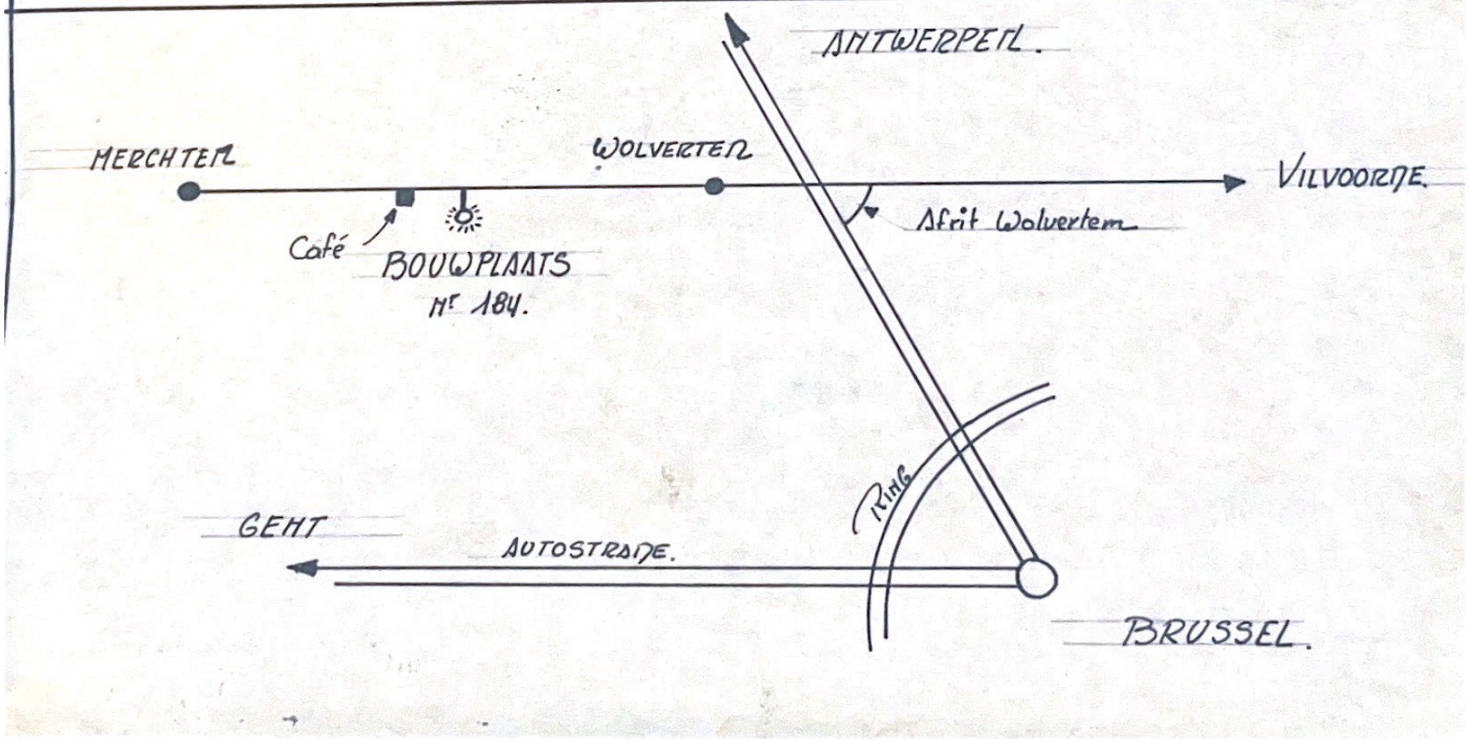 ANTWERPEN.
MERCHTEM
WOLVERTEM
VILVOORDE.
Afrit Wolvertem
Café
BOUWPLAATS
Nr 184.
RING
GENT
AUTOSTRADE.
BRUSSEL.